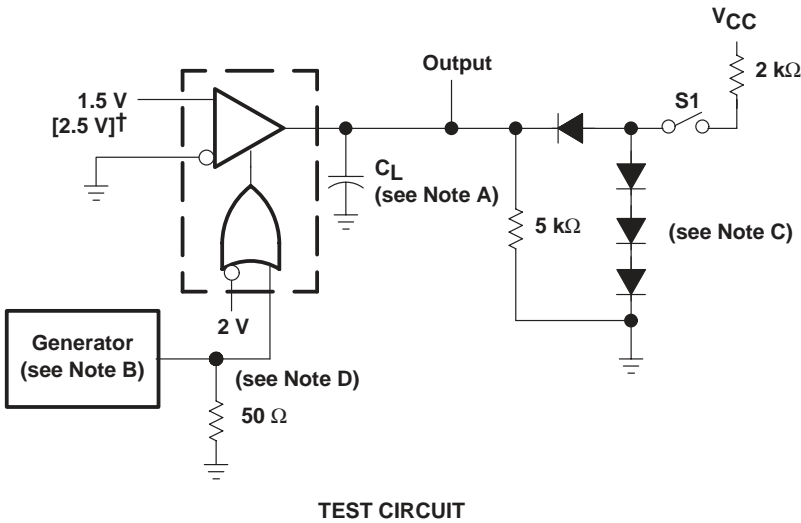 VCC
2 kΩ
S1
Output
1.5 V
[2.5 V]†
CL
(see Note A)
5 kΩ
(see Note C)
2 V
Generator
(see Note B)
(see Note D)
50 Ω
TEST CIRCUIT